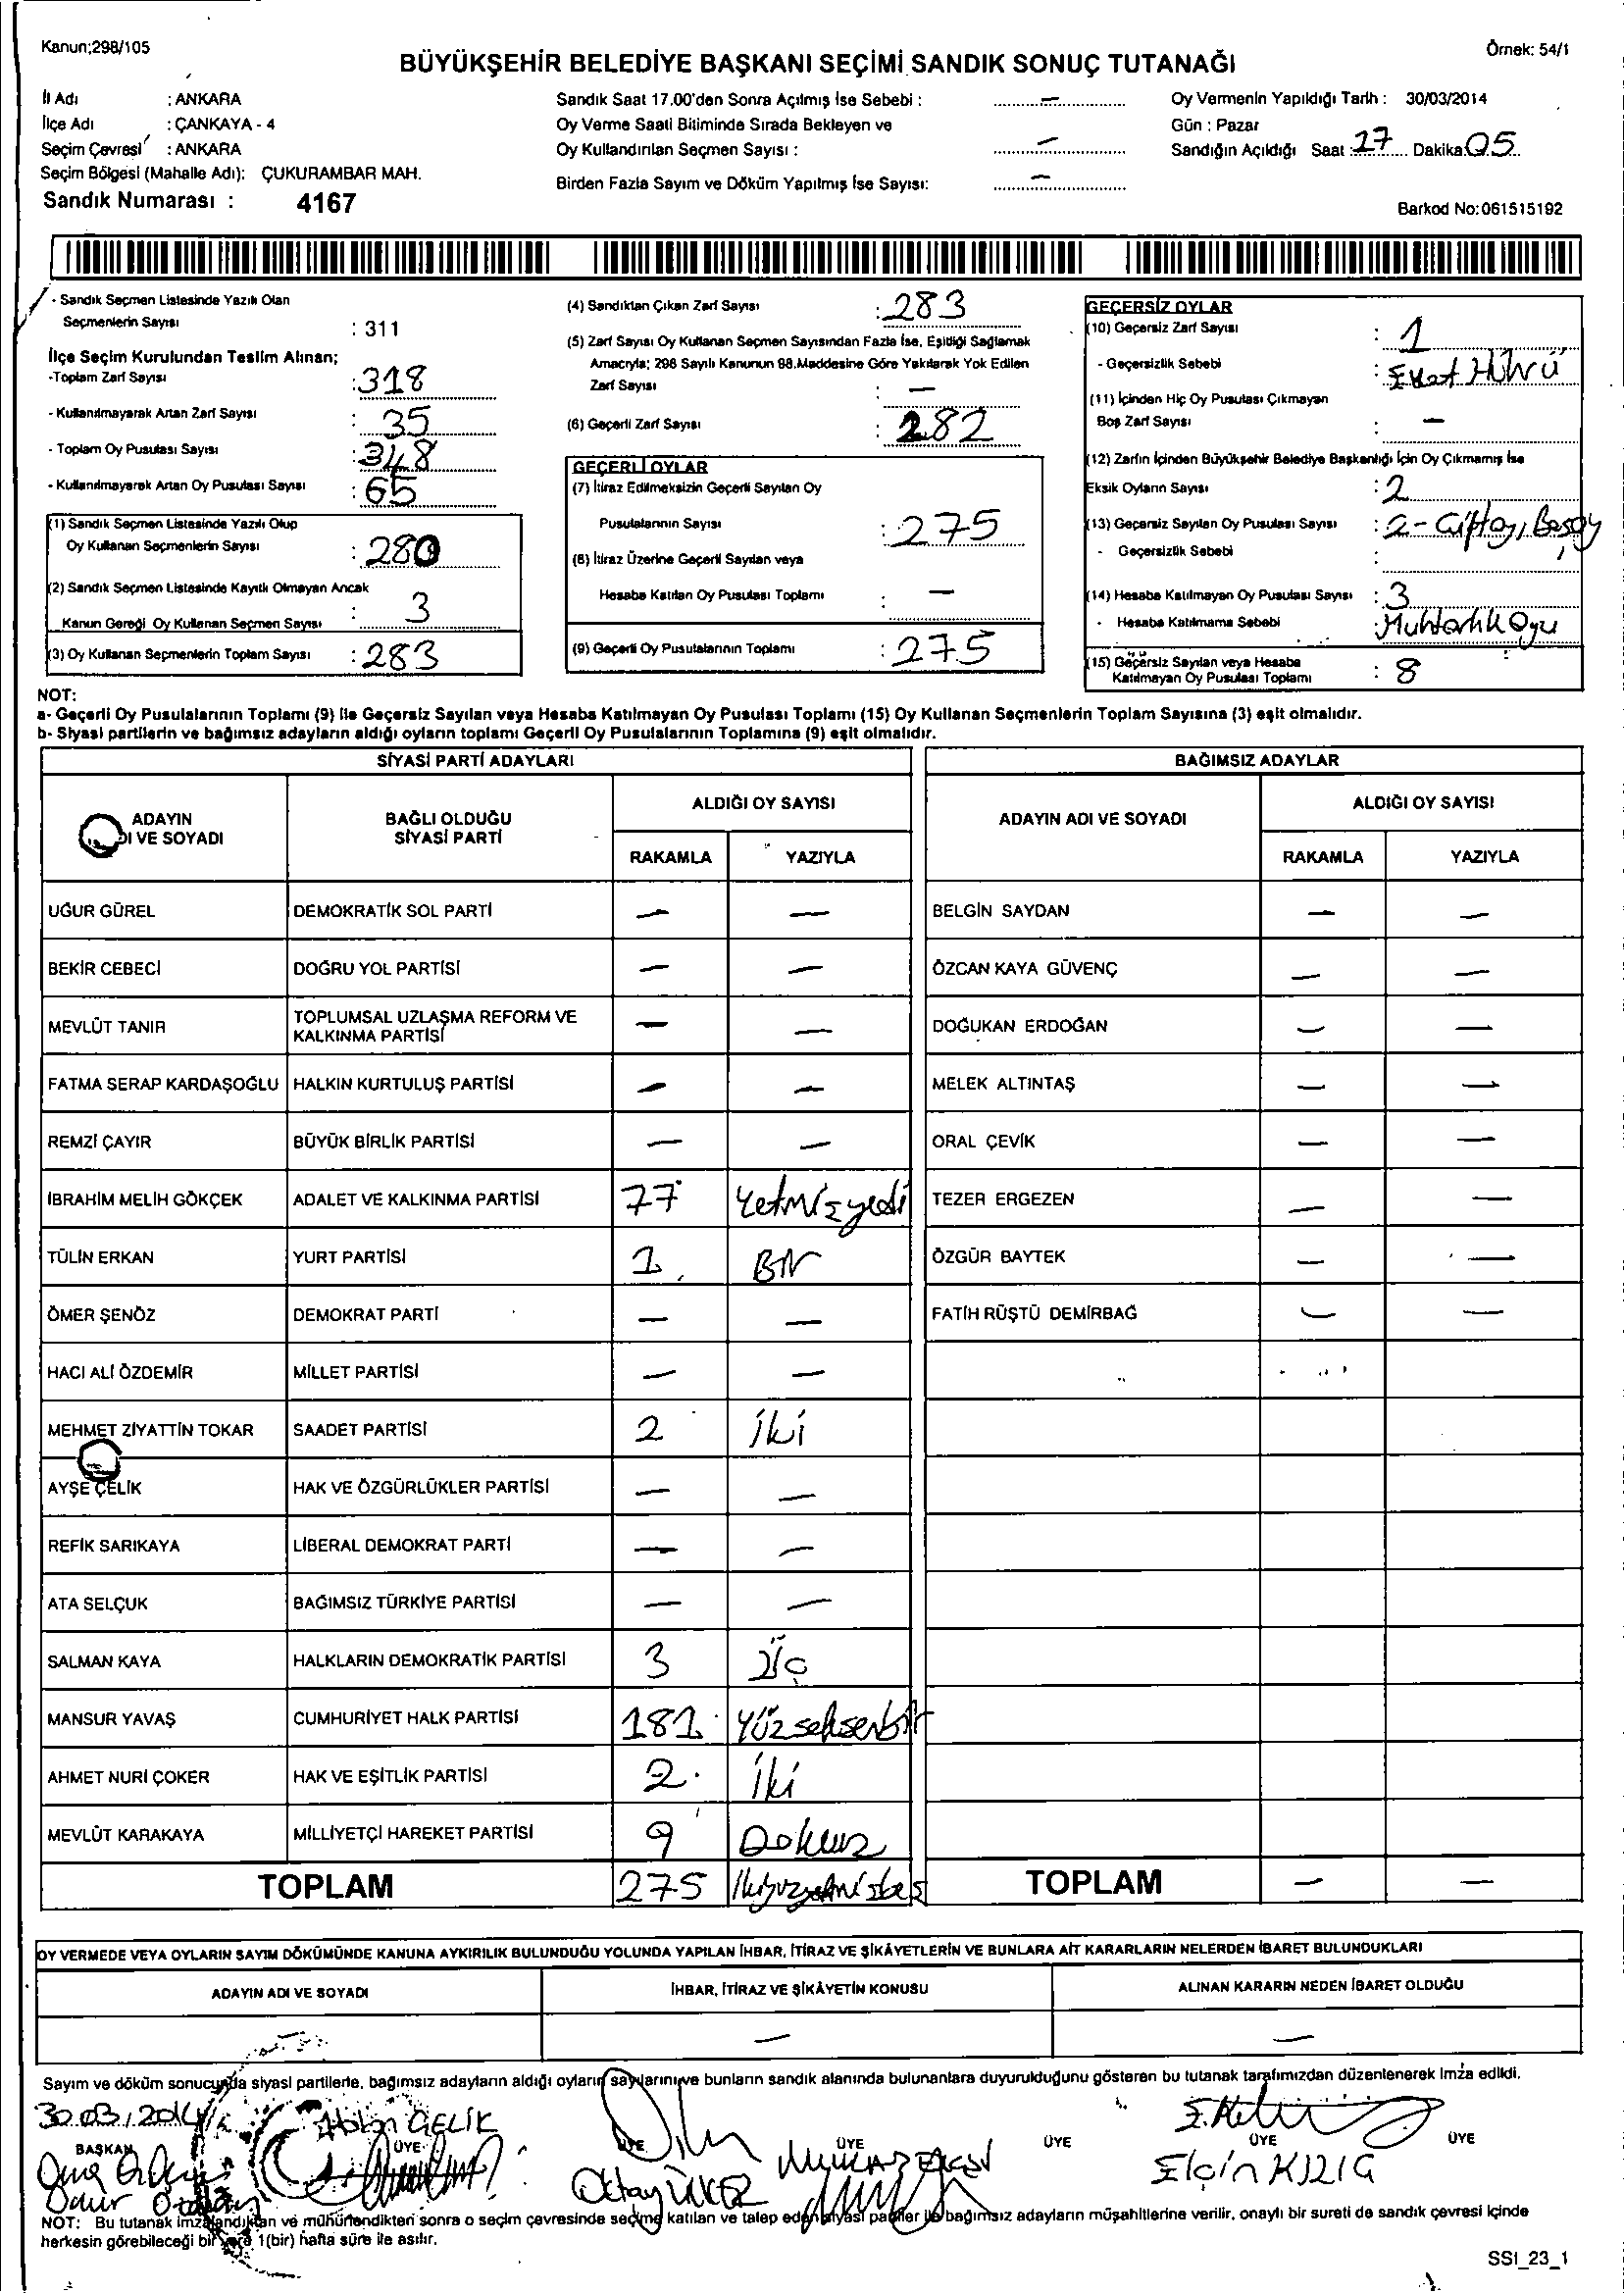 Kanun;298/105
Örnek: 54/1
BÜYÜKŞEHİR BELEDİYE BAŞKANI SEÇİMİ SANDIK SONUÇ TUTANAĞI
İl Adı : ANKARA
İlçe Adı : ÇANKAYA - 4
Seçim Çevresi : ANKARA
Seçim Bölgesi (Mahalle Adı): ÇUKURAMBAR MAH.
Sandık Numarası : 4167
Sandık Saat 17.00'den Sonra Açılmış İse Sebebi : —
Oy Verme Saati Bitiminde Sırada Bekleyen ve
Oy Kullandırılan Seçmen Sayısı : —
Birden Fazla Sayım ve Döküm Yapılmış İse Sayısı: —
Oy Vermenin Yapıldığı Tarih : 30/03/2014
Gün : Pazar
Sandığın Açıldığı Saat : 17 Dakika 05
Barkod No:061515192
- Sandık Seçmen Listesinde Yazılı Olan
Seçmenlerin Sayısı : 311
İlçe Seçim Kurulundan Teslim Alınan;
-Toplam Zarf Sayısı : 318
- Kullanılmayarak Artan Zarf Sayısı : 35
- Toplam Oy Pusulası Sayısı : 348
- Kullanılmayarak Artan Oy Pusulası Sayısı : 65
(1) Sandık Seçmen Listesinde Yazılı Olup
Oy Kullanan Seçmenlerin Sayısı : 280
(2) Sandık Seçmen Listesinde Kayıtlı Olmayan Ancak
Kanun Gereği Oy Kullanan Seçmen Sayısı : 3
(3) Oy Kullanan Seçmenlerin Toplam Sayısı : 283
(4) Sandıktan Çıkan Zarf Sayısı : 283
(5) Zarf Sayısı Oy Kullanan Seçmen Sayısından Fazla İse, Eşitliği Sağlamak
Amacıyla; 298 Sayılı Kanunun 98.Maddesine Göre Yakılarak Yok Edilen
Zarf Sayısı : —
(6) Geçerli Zarf Sayısı : 282
GEÇERLİ OYLAR
(7) İtiraz Edilmeksizin Geçerli Sayılan Oy
Pusulalarının Sayısı : 275
(8) İtiraz Üzerine Geçerli Sayılan veya
Hesaba Katılan Oy Pusulası Toplamı : —
(9) Geçerli Oy Pusulalarının Toplamı : 275
GEÇERSİZ OYLAR
(10) Geçersiz Zarf Sayısı : 1
- Geçersizlik Sebebi : Evet Mührü
(11) İçinden Hiç Oy Pusulası Çıkmayan
Boş Zarf Sayısı : —
(12) Zarfın İçinden Büyükşehir Belediye Başkanlığı İçin Oy Çıkmamış İse
Eksik Oyların Sayısı : 2
(13) Geçersiz Sayılan Oy Pusulası Sayısı : 2- Çift oy, Boş oy
- Geçersizlik Sebebi :
(14) Hesaba Katılmayan Oy Pusulası Sayısı : 3
- Hesaba Katılmama Sebebi : Muhtarlık Oyu
(15) Geçersiz Sayılan veya Hesaba
Katılmayan Oy Pusulası Toplamı : 8
NOT:
a- Geçerli Oy Pusulalarının Toplamı (9) ile Geçersiz Sayılan veya Hesaba Katılmayan Oy Pusulası Toplamı (15) Oy Kullanan Seçmenlerin Toplam Sayısına (3) eşit olmalıdır.
b- Siyasi partilerin ve bağımsız adayların aldığı oyların toplamı Geçerli Oy Pusulalarının Toplamına (9) eşit olmalıdır.
SİYASİ PARTİ ADAYLARI BAĞIMSIZ ADAYLAR
ADAYIN DI VE SOYADI BAĞLI OLDUĞU SİYASİ PARTİ ALDIĞI OY SAYISI RAKAMLA YAZIYLA ADAYIN ADI VE SOYADI ALDIĞI OY SAYISI RAKAMLA YAZIYLA
UĞUR GÜREL DEMOKRATİK SOL PARTİ — — BELGİN SAYDAN — —
BEKİR CEBECİ DOĞRU YOL PARTİSİ — — ÖZCAN KAYA GÜVENÇ — —
MEVLÜT TANIR TOPLUMSAL UZLAŞMA REFORM VE KALKINMA PARTİSİ — — DOĞUKAN ERDOĞAN — —
FATMA SERAP KARDAŞOĞLU HALKIN KURTULUŞ PARTİSİ — — MELEK ALTINTAŞ — —
REMZİ ÇAYIR BÜYÜK BİRLİK PARTİSİ — — ORAL ÇEVİK — —
İBRAHİM MELİH GÖKÇEK ADALET VE KALKINMA PARTİSİ 77 Yetmişyedi TEZER ERGEZEN — —
TÜLİN ERKAN YURT PARTİSİ 1 BİR ÖZGÜR BAYTEK — —
ÖMER ŞENÖZ DEMOKRAT PARTİ — — FATİH RÜŞTÜ DEMİRBAĞ — —
HACI ALİ ÖZDEMİR MİLLET PARTİSİ — —
MEHMET ZİYATTİN TOKAR SAADET PARTİSİ 2 İki
AYŞE ÇELİK HAK VE ÖZGÜRLÜKLER PARTİSİ — —
REFİK SARIKAYA LİBERAL DEMOKRAT PARTİ — —
ATA SELÇUK BAĞIMSIZ TÜRKİYE PARTİSİ — —
SALMAN KAYA HALKLARIN DEMOKRATİK PARTİSİ 3 Üç
MANSUR YAVAŞ CUMHURİYET HALK PARTİSİ 181 Yüzseksenbir
AHMET NURİ ÇOKER HAK VE EŞİTLİK PARTİSİ 2 İki
MEVLÜT KARAKAYA MİLLİYETÇİ HAREKET PARTİSİ 9 Dokuz
TOPLAM 275 İkiyüzyetmişbeş TOPLAM — —
OY VERMEDE VEYA OYLARIN SAYIM DÖKÜMÜNDE KANUNA AYKIRILIK BULUNDUĞU YOLUNDA YAPILAN İHBAR, İTİRAZ VE ŞİKÂYETLERİN VE BUNLARA AİT KARARLARIN NELERDEN İBARET BULUNDUKLARI
ADAYIN ADI VE SOYADI İHBAR, İTİRAZ VE ŞİKÂYETİN KONUSU ALINAN KARARIN NEDEN İBARET OLDUĞU
— — —
Sayım ve döküm sonucunda siyasi partilerle, bağımsız adayların aldığı oyların sayılarını ve bunların sandık alanında bulunanlara duyurulduğunu gösteren bu tutanak tarafımızdan düzenlenerek imza edildi.
30.03.2014
BAŞKAN ÜYE ÜYE ÜYE ÜYE ÜYE ÜYE
ÇELİK
Oktay ÜLKER
Elçin KIZIG
Onur
NOT: Bu tutanak imzalandıktan ve mühürlendikten sonra o seçim çevresinde seçime katılan ve talep eden siyasi partiler ile bağımsız adayların müşahitlerine verilir, onaylı bir sureti de sandık çevresi içinde
herkesin görebileceği bir yere 1(bir) hafta süre ile asılır.
SSI_23_1